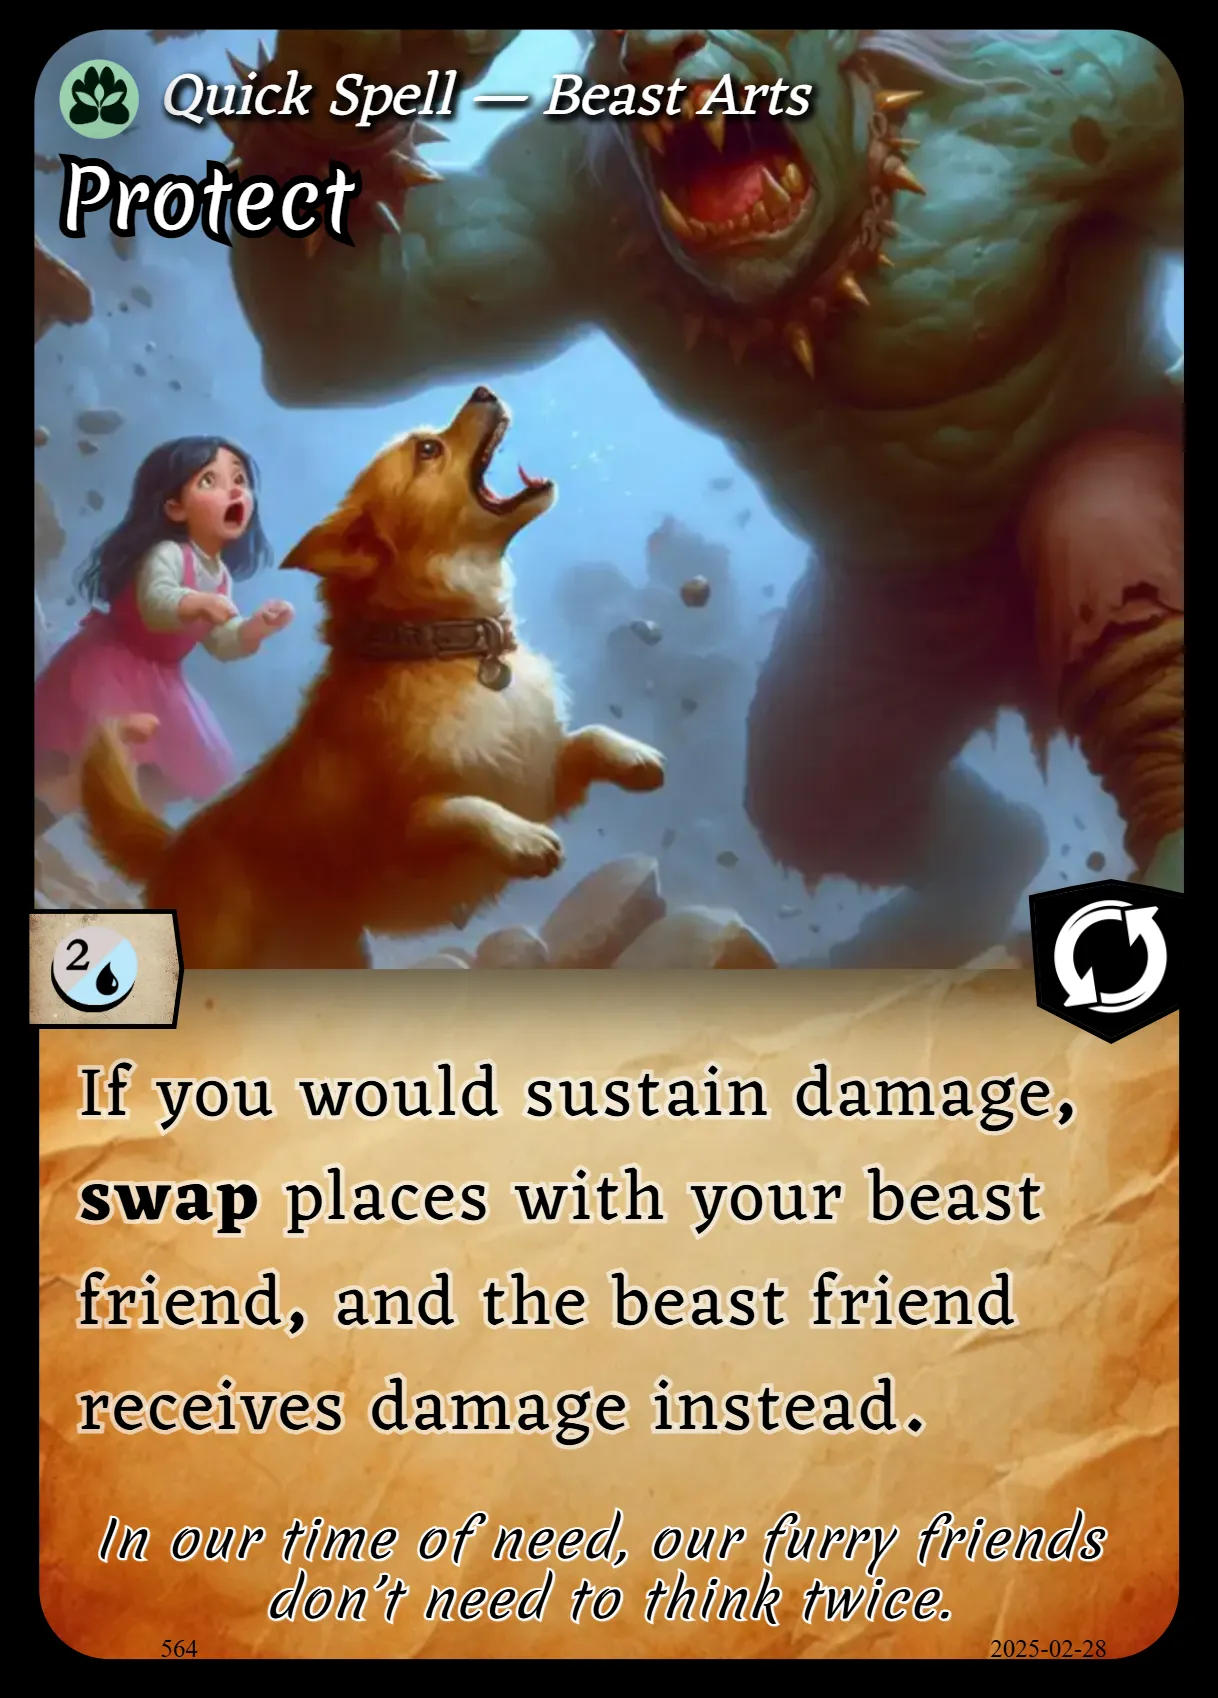 Quick Spell — Beast Arts
Protect
2
If you would sustain damage,
swap places with your beast
friend, and the beast friend
receives damage instead.
In our time of need, our furry friends
don't need to think twice.
564 2025-02-28